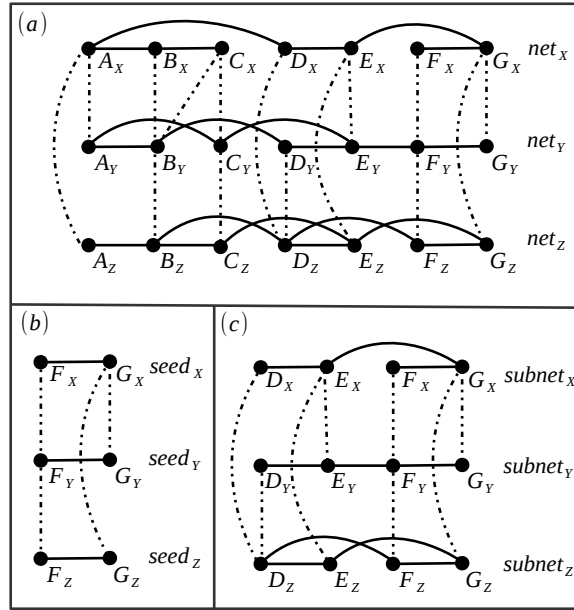 (a)
A_X B_X C_X D_X E_X F_X G_X net_X
A_Y B_Y C_Y D_Y E_Y F_Y G_Y net_Y
A_Z B_Z C_Z D_Z E_Z F_Z G_Z net_Z
(b)
F_X G_X seed_X
F_Y G_Y seed_Y
F_Z G_Z seed_Z
(c)
D_X E_X F_X G_X subnet_X
D_Y E_Y F_Y G_Y subnet_Y
D_Z E_Z F_Z G_Z subnet_Z